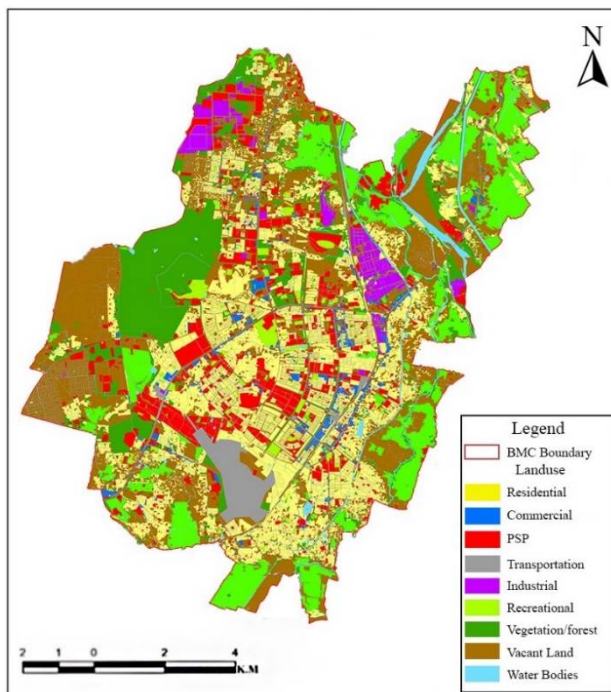 N
Legend
BMC Boundary
Landuse
Residential
Commercial
PSP
Transportation
Industrial
Recreational
Vegetation/forest
Vacant Land
Water Bodies
2 1 0 2 4
K.M